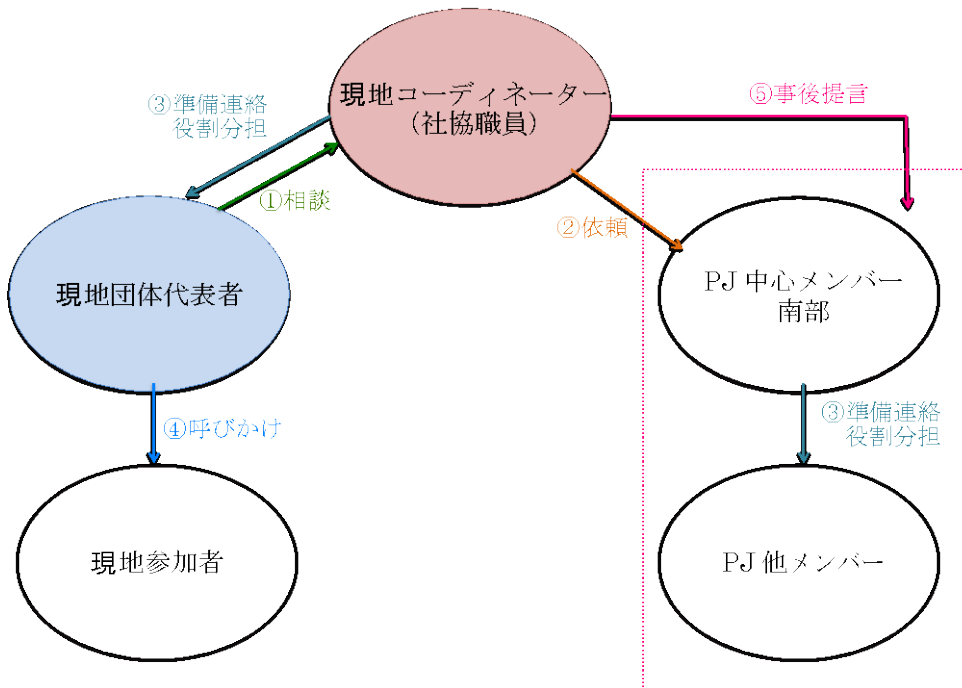 現地コーディネーター
(社協職員)
③準備連絡
役割分担
①相談
⑤事後提言
②依頼
現地団体代表者
PJ 中心メンバー
南部
④呼びかけ
③準備連絡
役割分担
現地参加者
PJ 他メンバー